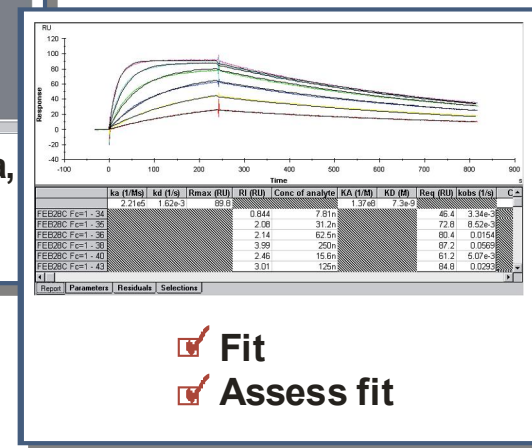 a,
RU
120
100
80
60
40
20
0
-20
-40
Response
-100 0 100 200 300 400 500 600 700 800 900
Time s
ka (1/Ms) kd (1/s) Rmax (RU) RI (RU) Conc of analyte KA (1/M) KD (M) Req (RU) kobs (1/s) C
2.21e5 1.62e-3 89.8 1.37e8 7.3e-9
FEB28C Fc=1 - 34 0.844 7.81n 46.4 3.34e-3
FEB28C Fc=1 - 35 2.08 31.2n 72.8 8.52e-3
FEB28C Fc=1 - 36 2.14 62.5n 80.4 0.0154
FEB28C Fc=1 - 38 3.99 250n 87.2 0.0569
FEB28C Fc=1 - 40 2.46 15.6n 61.2 5.07e-3
FEB28C Fc=1 - 43 3.01 125n 84.8 0.0293
Report Parameters Residuals Selections
Fit
Assess fit